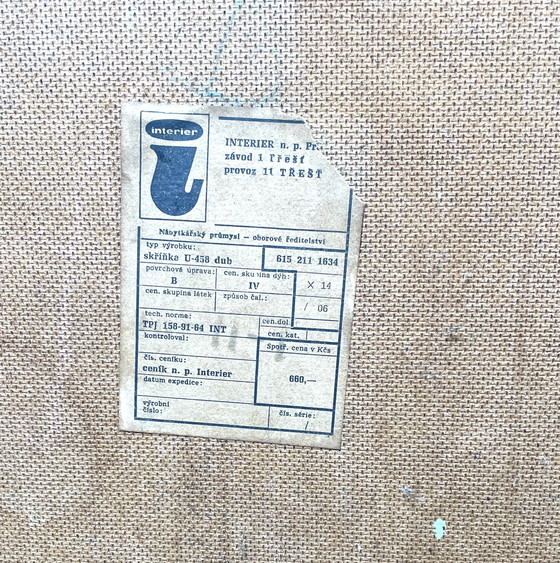 interier
INTERIER n. p. Pr
závod 1 Třešť
provoz 11 TŘEŠŤ
Nábytkářský průmysl – oborové ředitelství
typ výrobku:
skříňka U-458 dub
615 211 1634
povrchová úprava:
B
cen. skupina dýh:
IV
X 14
cen. skupina látek
způsob čal.:
/ 06
tech. norma:
TPJ 158-91-64 INT
cen.dol.
cen. kat.
kontroloval:
Spotř. cena v Kčs
660,—
čís. ceníku:
ceník n. p. Interier
datum expedice:
výrobní
číslo:
čís. série:
/